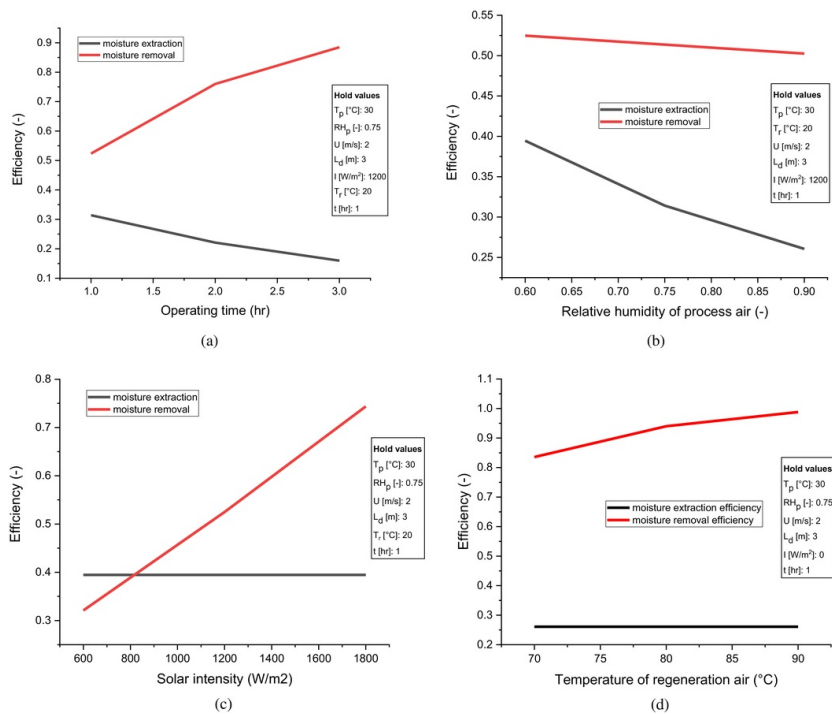 moisture extraction
moisture removal
Hold values
Tp [°C]: 30
RHp [-]: 0.75
U [m/s]: 2
Ld [m]: 3
I [W/m²]: 1200
Tr [°C]: 20
t [hr]: 1
Efficiency (-)
0.9
0.8
0.7
0.6
0.5
0.4
0.3
0.2
0.1
1.0 1.5 2.0 2.5 3.0
Operating time (hr)
(a)
moisture extraction
moisture removal
Hold values
Tp [°C]: 30
Tr [°C]: 20
U [m/s]: 2
Ld [m]: 3
I [W/m²]: 1200
t [hr]: 1
Efficiency (-)
0.55
0.50
0.45
0.40
0.35
0.30
0.25
0.60 0.65 0.70 0.75 0.80 0.85 0.90
Relative humidity of process air (-)
(b)
moisture extraction
moisture removal
Hold values
Tp [°C]: 30
RHp [-]: 0.75
U [m/s]: 2
Ld [m]: 3
Tr [°C]: 20
t [hr]: 1
Efficiency (-)
0.8
0.7
0.6
0.5
0.4
0.3
600 800 1000 1200 1400 1600 1800
Solar intensity (W/m2)
(c)
moisture extraction efficiency
moisture removal efficiency
Hold values
Tp [°C]: 30
RHp [-]: 0.75
U [m/s]: 2
Ld [m]: 3
I [W/m²]: 0
t [hr]: 1
Efficiency (-)
1.1
1.0
0.9
0.8
0.7
0.6
0.5
0.4
0.3
0.2
70 75 80 85 90
Temperature of regeneration air (°C)
(d)